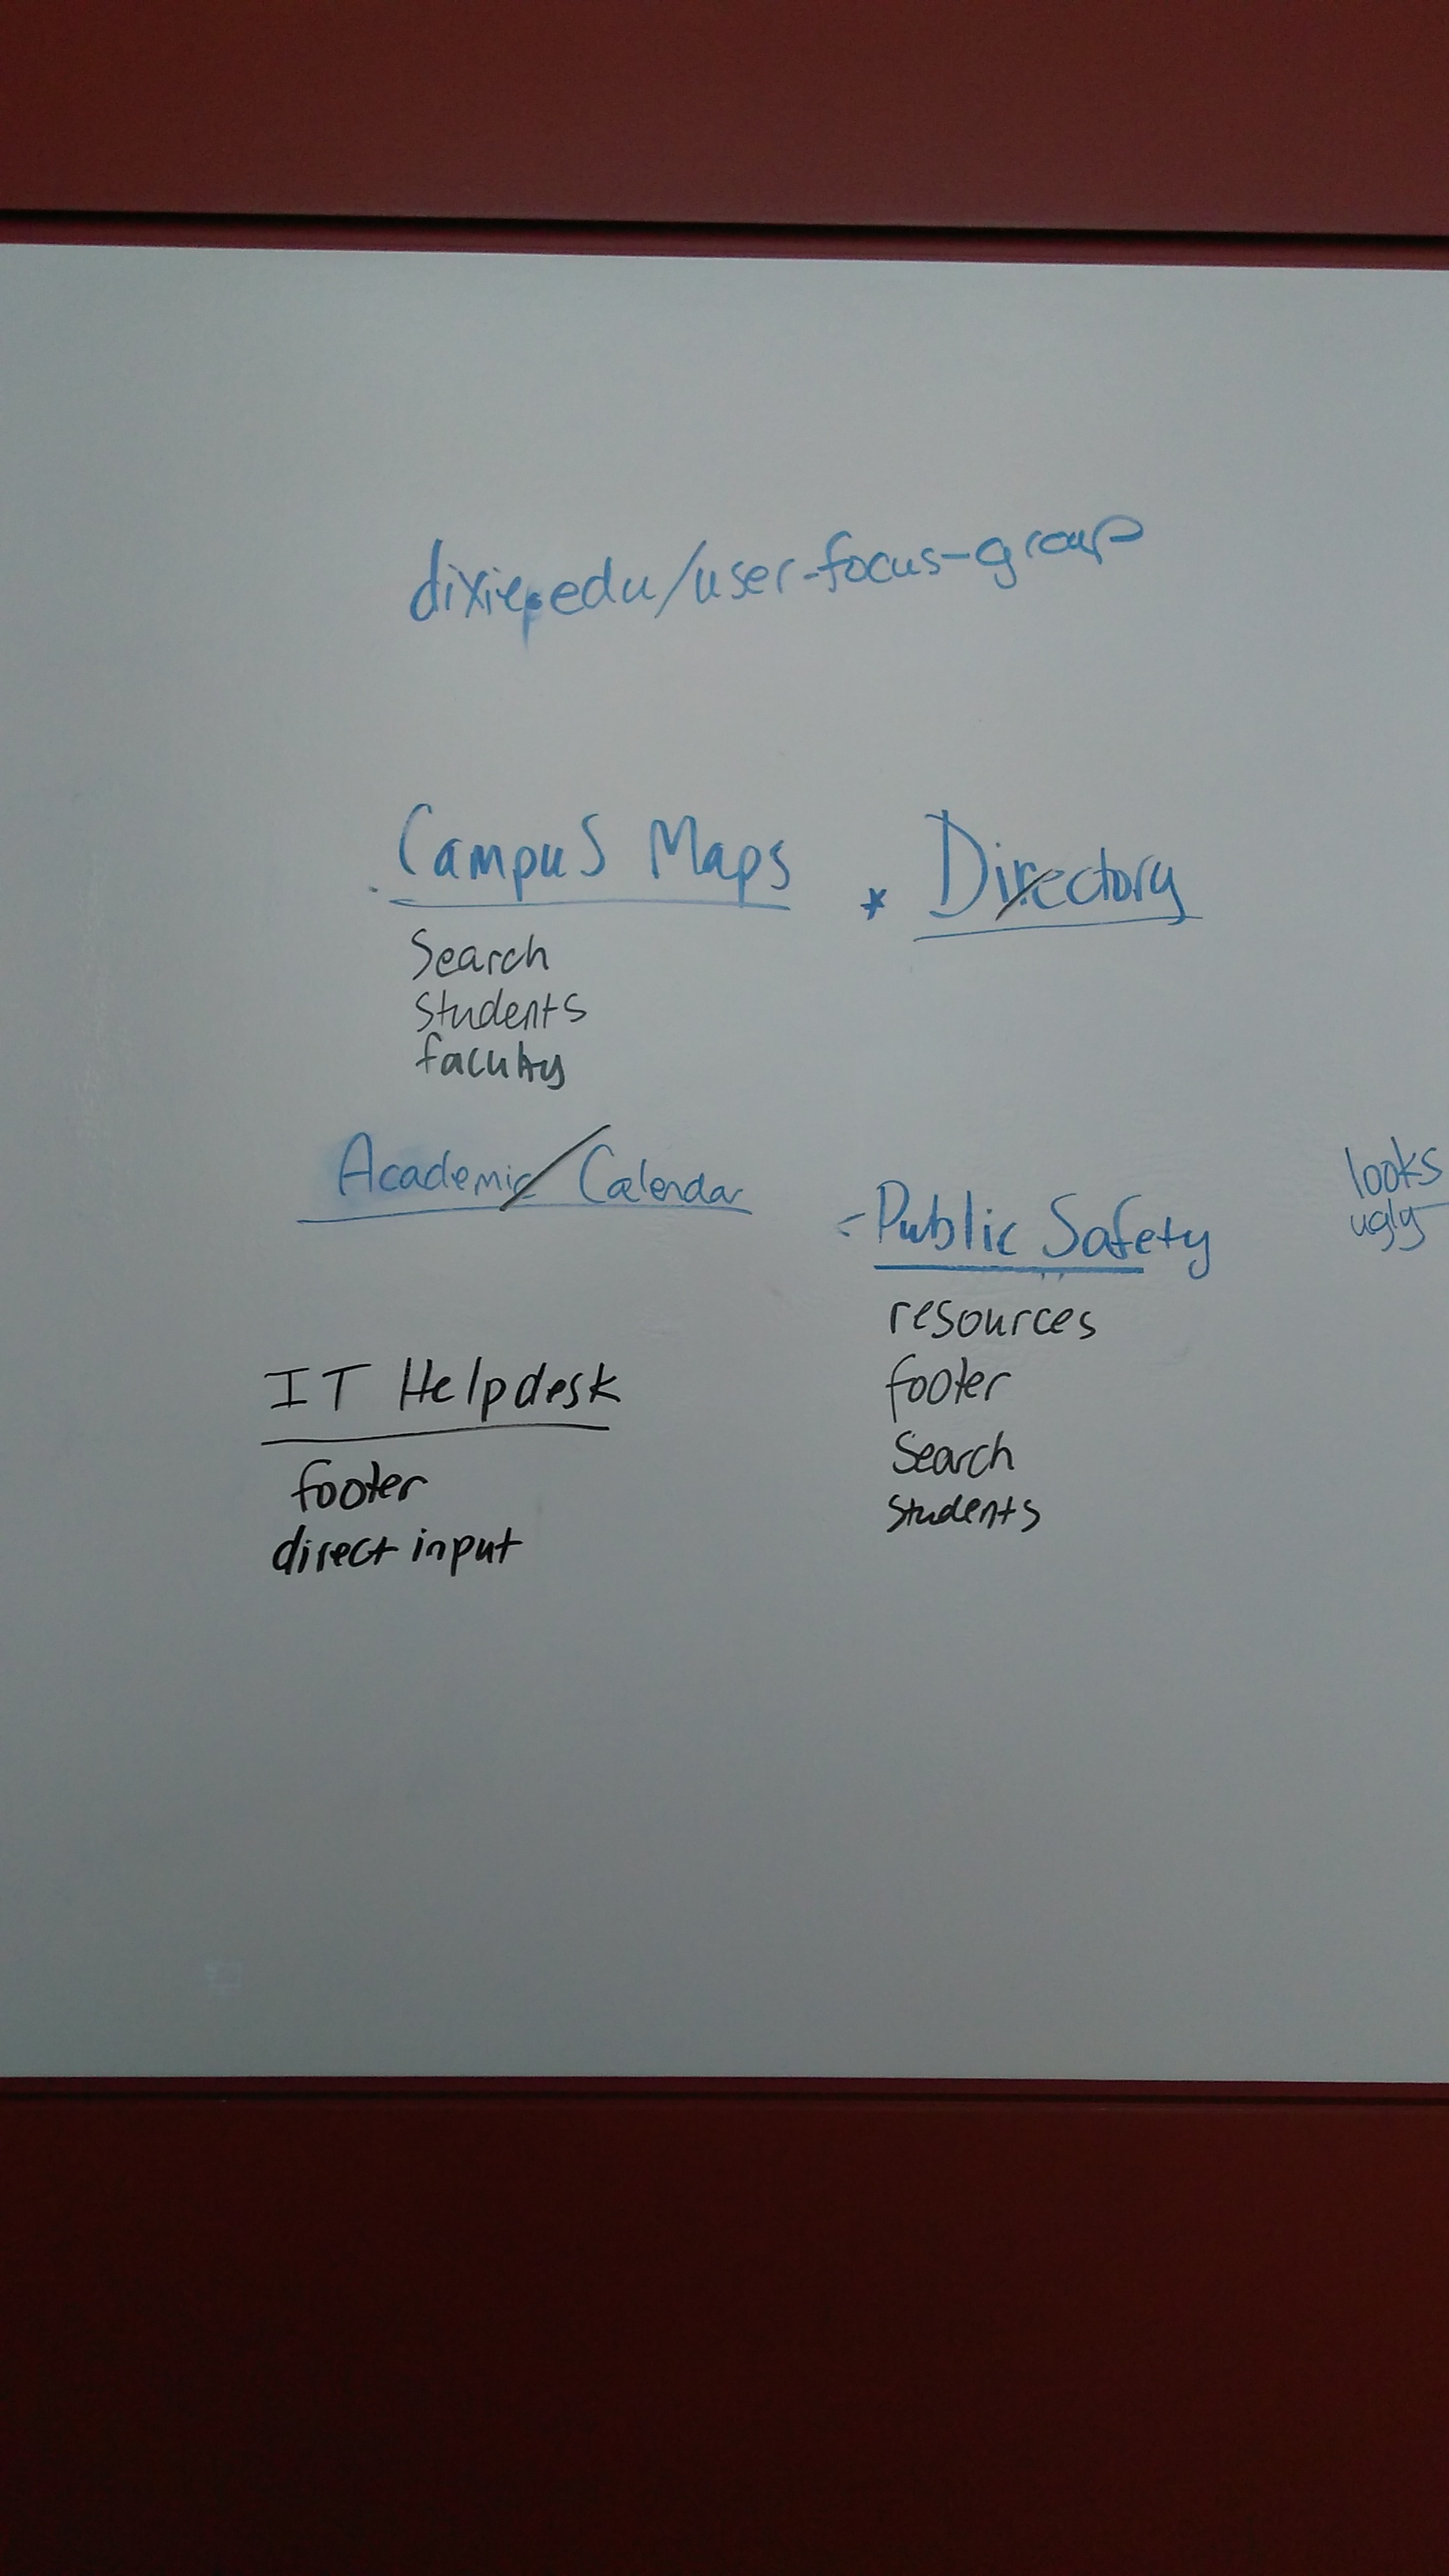 dixie.edu/user-focus-group
Campus Maps
Search
Students
faculty
* Directory
Academic Calendar
- Public Safety
resources
footer
Search
Students
looks
ugly
IT Helpdesk
footer
direct input